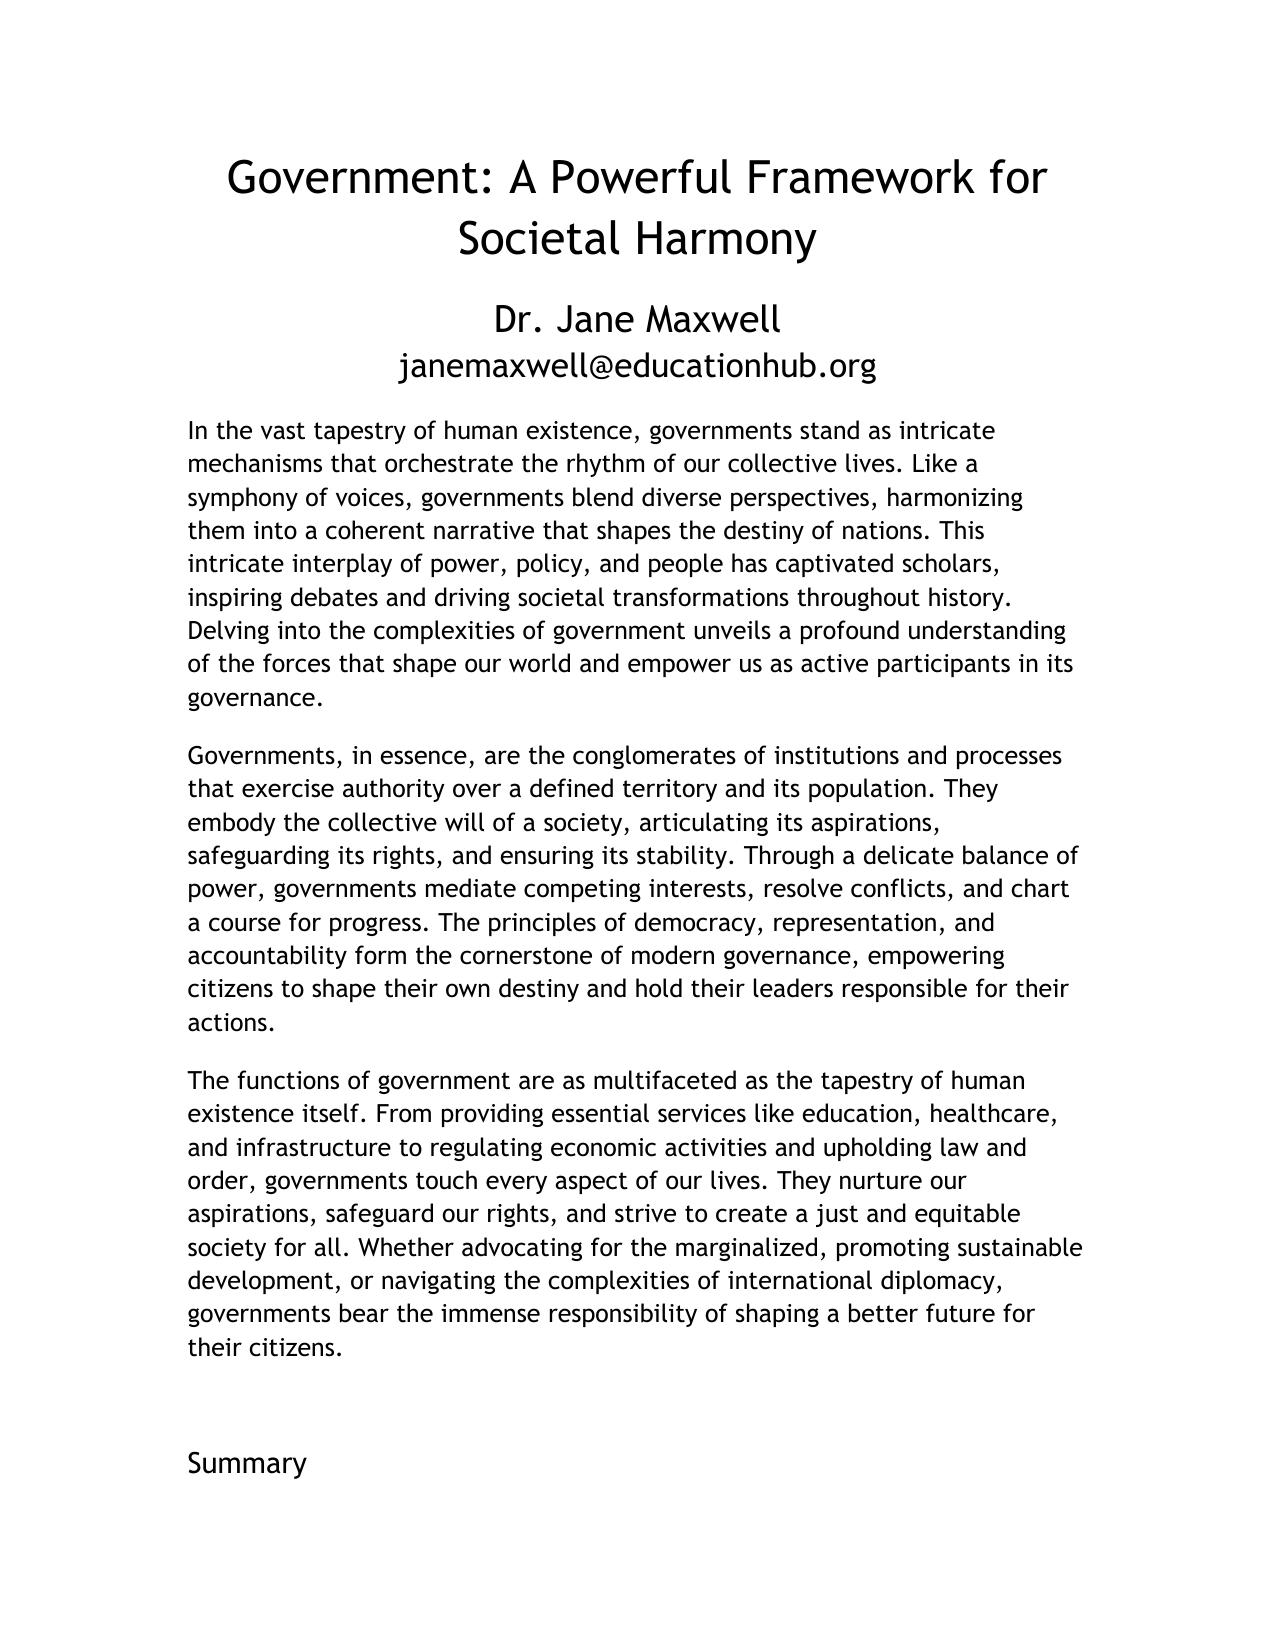 Government: A Powerful Framework for
Societal Harmony
Dr. Jane Maxwell
janemaxwell@educationhub.org
In the vast tapestry of human existence, governments stand as intricate
mechanisms that orchestrate the rhythm of our collective lives. Like a
symphony of voices, governments blend diverse perspectives, harmonizing
them into a coherent narrative that shapes the destiny of nations. This
intricate interplay of power, policy, and people has captivated scholars,
inspiring debates and driving societal transformations throughout history.
Delving into the complexities of government unveils a profound understanding
of the forces that shape our world and empower us as active participants in its
governance.
Governments, in essence, are the conglomerates of institutions and processes
that exercise authority over a defined territory and its population. They
embody the collective will of a society, articulating its aspirations,
safeguarding its rights, and ensuring its stability. Through a delicate balance of
power, governments mediate competing interests, resolve conflicts, and chart
a course for progress. The principles of democracy, representation, and
accountability form the cornerstone of modern governance, empowering
citizens to shape their own destiny and hold their leaders responsible for their
actions.
The functions of government are as multifaceted as the tapestry of human
existence itself. From providing essential services like education, healthcare,
and infrastructure to regulating economic activities and upholding law and
order, governments touch every aspect of our lives. They nurture our
aspirations, safeguard our rights, and strive to create a just and equitable
society for all. Whether advocating for the marginalized, promoting sustainable
development, or navigating the complexities of international diplomacy,
governments bear the immense responsibility of shaping a better future for
their citizens.
Summary